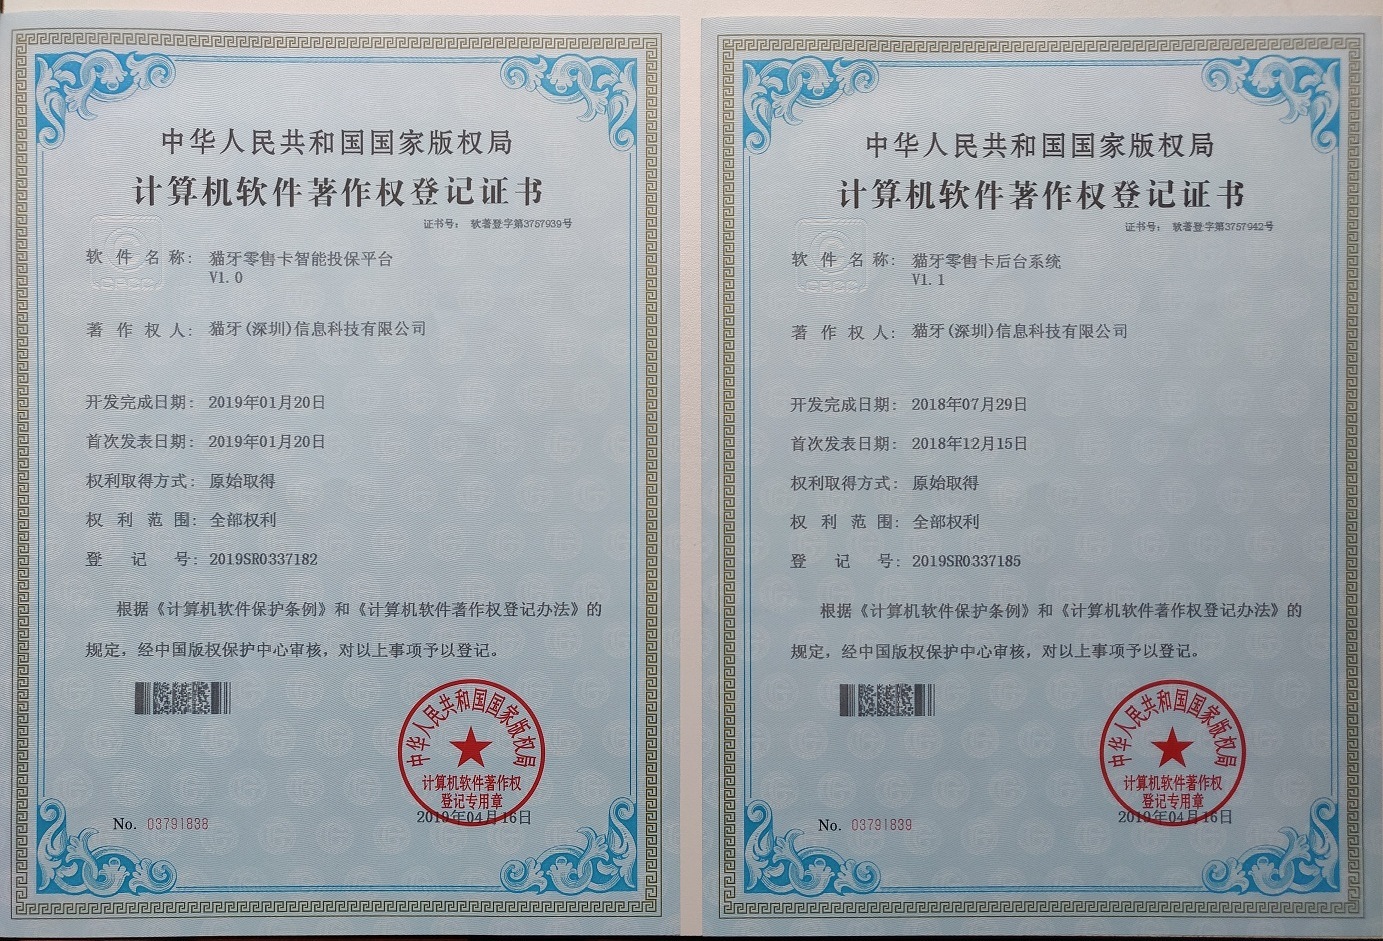 中华人民共和国国家版权局
计算机软件著作权登记证书
证书号： 软著登字第3757939号
软件名称： 猫牙零售卡智能投保平台
V1.0
著作权人： 猫牙(深圳)信息科技有限公司
开发完成日期： 2019年01月20日
首次发表日期： 2019年01月20日
权利取得方式： 原始取得
权利范围： 全部权利
登记号： 2019SR0337182
根据《计算机软件保护条例》和《计算机软件著作权登记办法》的
规定，经中国版权保护中心审核，对以上事项予以登记。
中华人民共和国国家版权局
计算机软件著作权
登记专用章
2019年04月16日
No. 03791838
中华人民共和国国家版权局
计算机软件著作权登记证书
证书号： 软著登字第3757942号
软件名称： 猫牙零售卡后台系统
V1.1
著作权人： 猫牙(深圳)信息科技有限公司
开发完成日期： 2018年07月29日
首次发表日期： 2018年12月15日
权利取得方式： 原始取得
权利范围： 全部权利
登记号： 2019SR0337185
根据《计算机软件保护条例》和《计算机软件著作权登记办法》的
规定，经中国版权保护中心审核，对以上事项予以登记。
中华人民共和国国家版权局
计算机软件著作权
登记专用章
2019年04月16日
No. 03791839